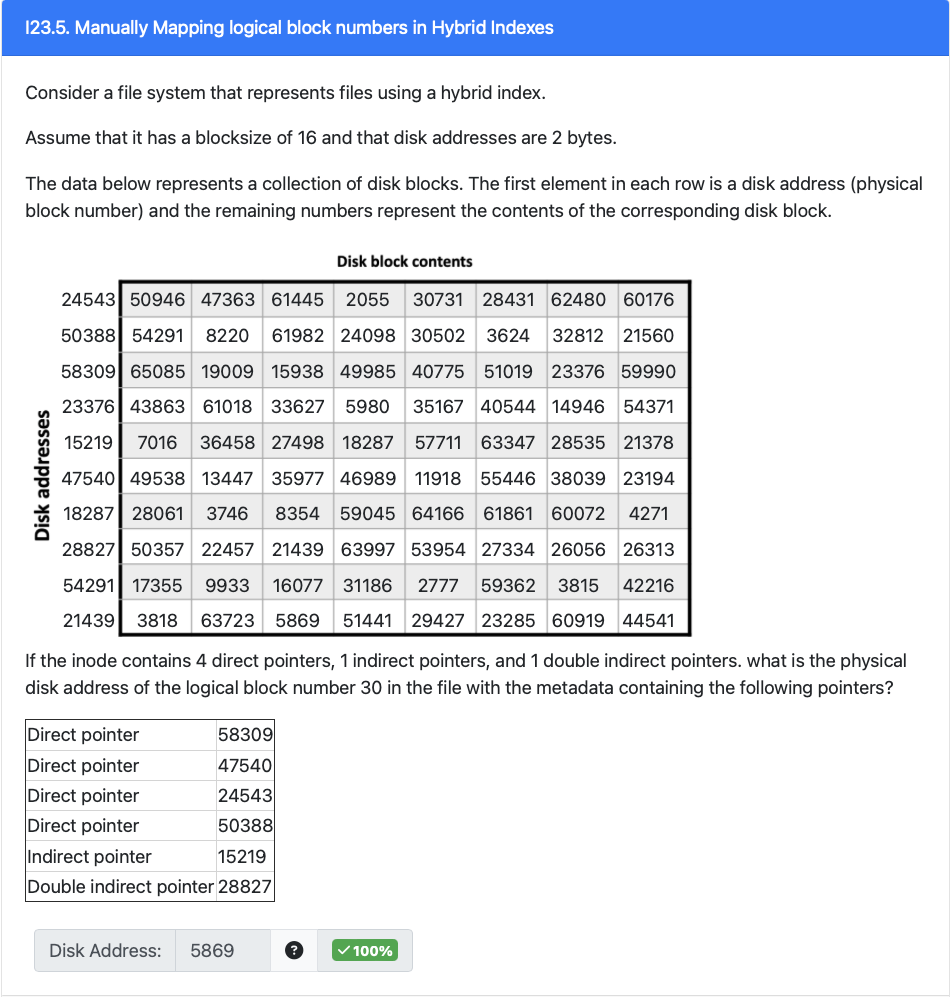 I23.5. Manually Mapping logical block numbers in Hybrid Indexes
Consider a file system that represents files using a hybrid index.
Assume that it has a blocksize of 16 and that disk addresses are 2 bytes.
The data below represents a collection of disk blocks. The first element in each row is a disk address (physical
block number) and the remaining numbers represent the contents of the corresponding disk block.
Disk block contents
Disk addresses
24543 50946 47363 61445 2055 30731 28431 62480 60176
50388 54291 8220 61982 24098 30502 3624 32812 21560
58309 65085 19009 15938 49985 40775 51019 23376 59990
23376 43863 61018 33627 5980 35167 40544 14946 54371
15219 7016 36458 27498 18287 57711 63347 28535 21378
47540 49538 13447 35977 46989 11918 55446 38039 23194
18287 28061 3746 8354 59045 64166 61861 60072 4271
28827 50357 22457 21439 63997 53954 27334 26056 26313
54291 17355 9933 16077 31186 2777 59362 3815 42216
21439 3818 63723 5869 51441 29427 23285 60919 44541
If the inode contains 4 direct pointers, 1 indirect pointers, and 1 double indirect pointers. what is the physical
disk address of the logical block number 30 in the file with the metadata containing the following pointers?
Direct pointer 58309
Direct pointer 47540
Direct pointer 24543
Direct pointer 50388
Indirect pointer 15219
Double indirect pointer 28827
Disk Address: 5869 ? ✓ 100%